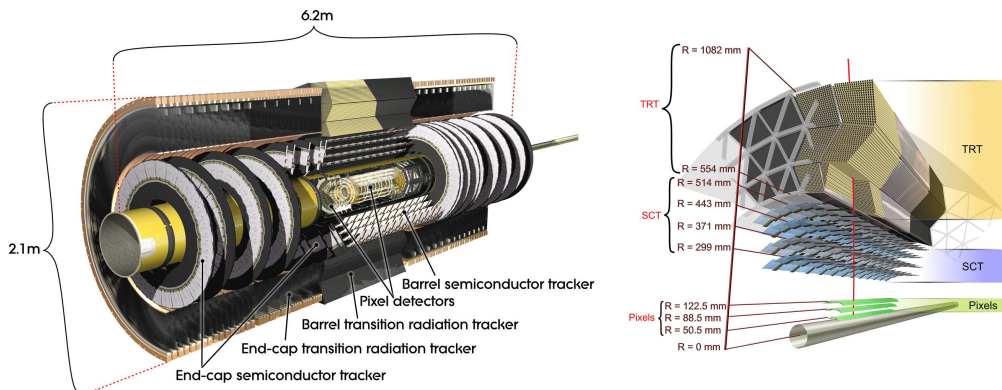 6.2m
2.1m
Barrel semiconductor tracker
Pixel detectors
Barrel transition radiation tracker
End-cap transition radiation tracker
End-cap semiconductor tracker
R = 1082 mm
TRT
R = 554 mm
R = 514 mm
R = 443 mm
SCT
R = 371 mm
R = 299 mm
Pixels
R = 122.5 mm
R = 88.5 mm
R = 50.5 mm
R = 0 mm
TRT
SCT
Pixels